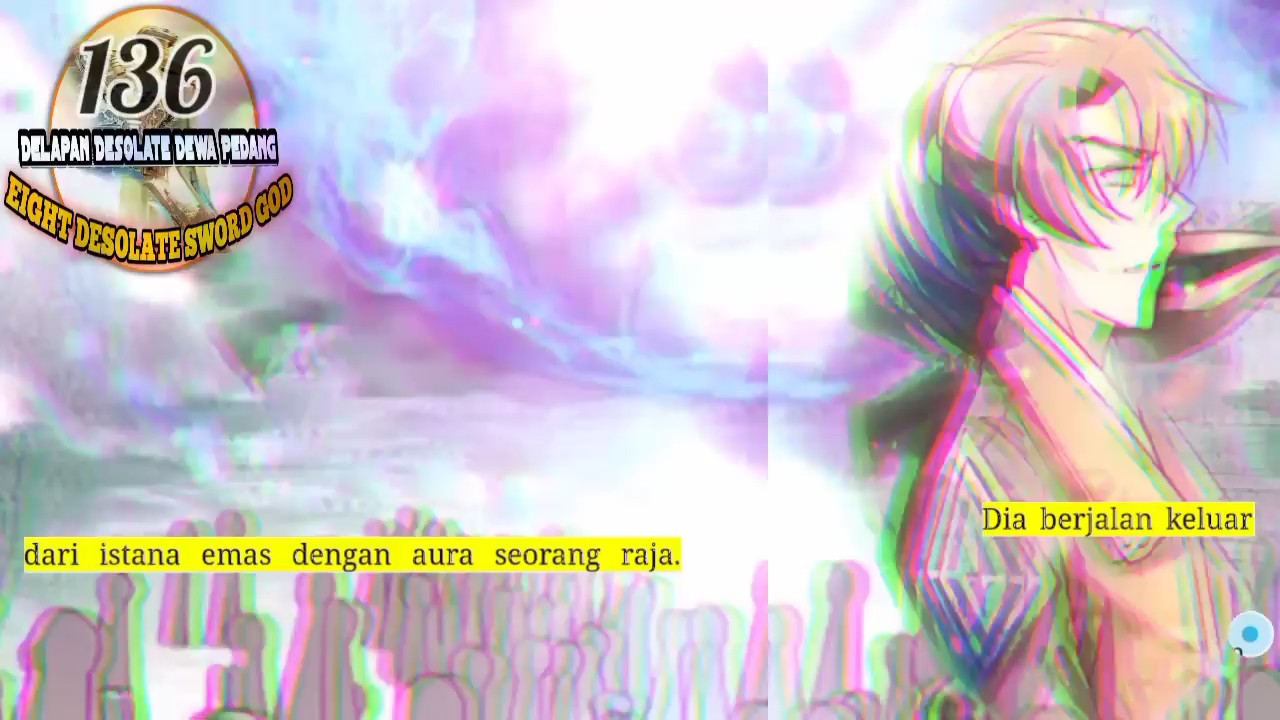 136
DELAPAN DESOLATE DEWA PEDANG
EIGHT DESOLATE SWORD GOD
Dia berjalan keluar
dari istana emas dengan aura seorang raja.